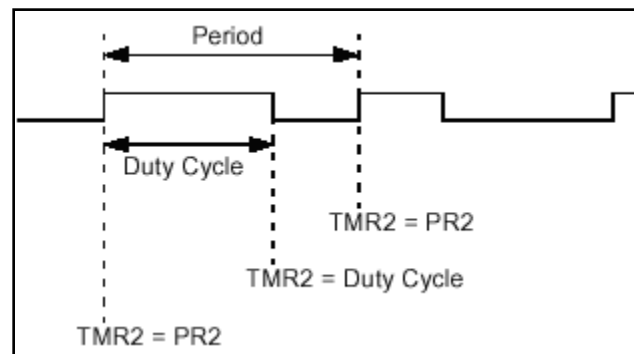 Period
Duty Cycle
TMR2 = PR2
TMR2 = Duty Cycle
TMR2 = PR2